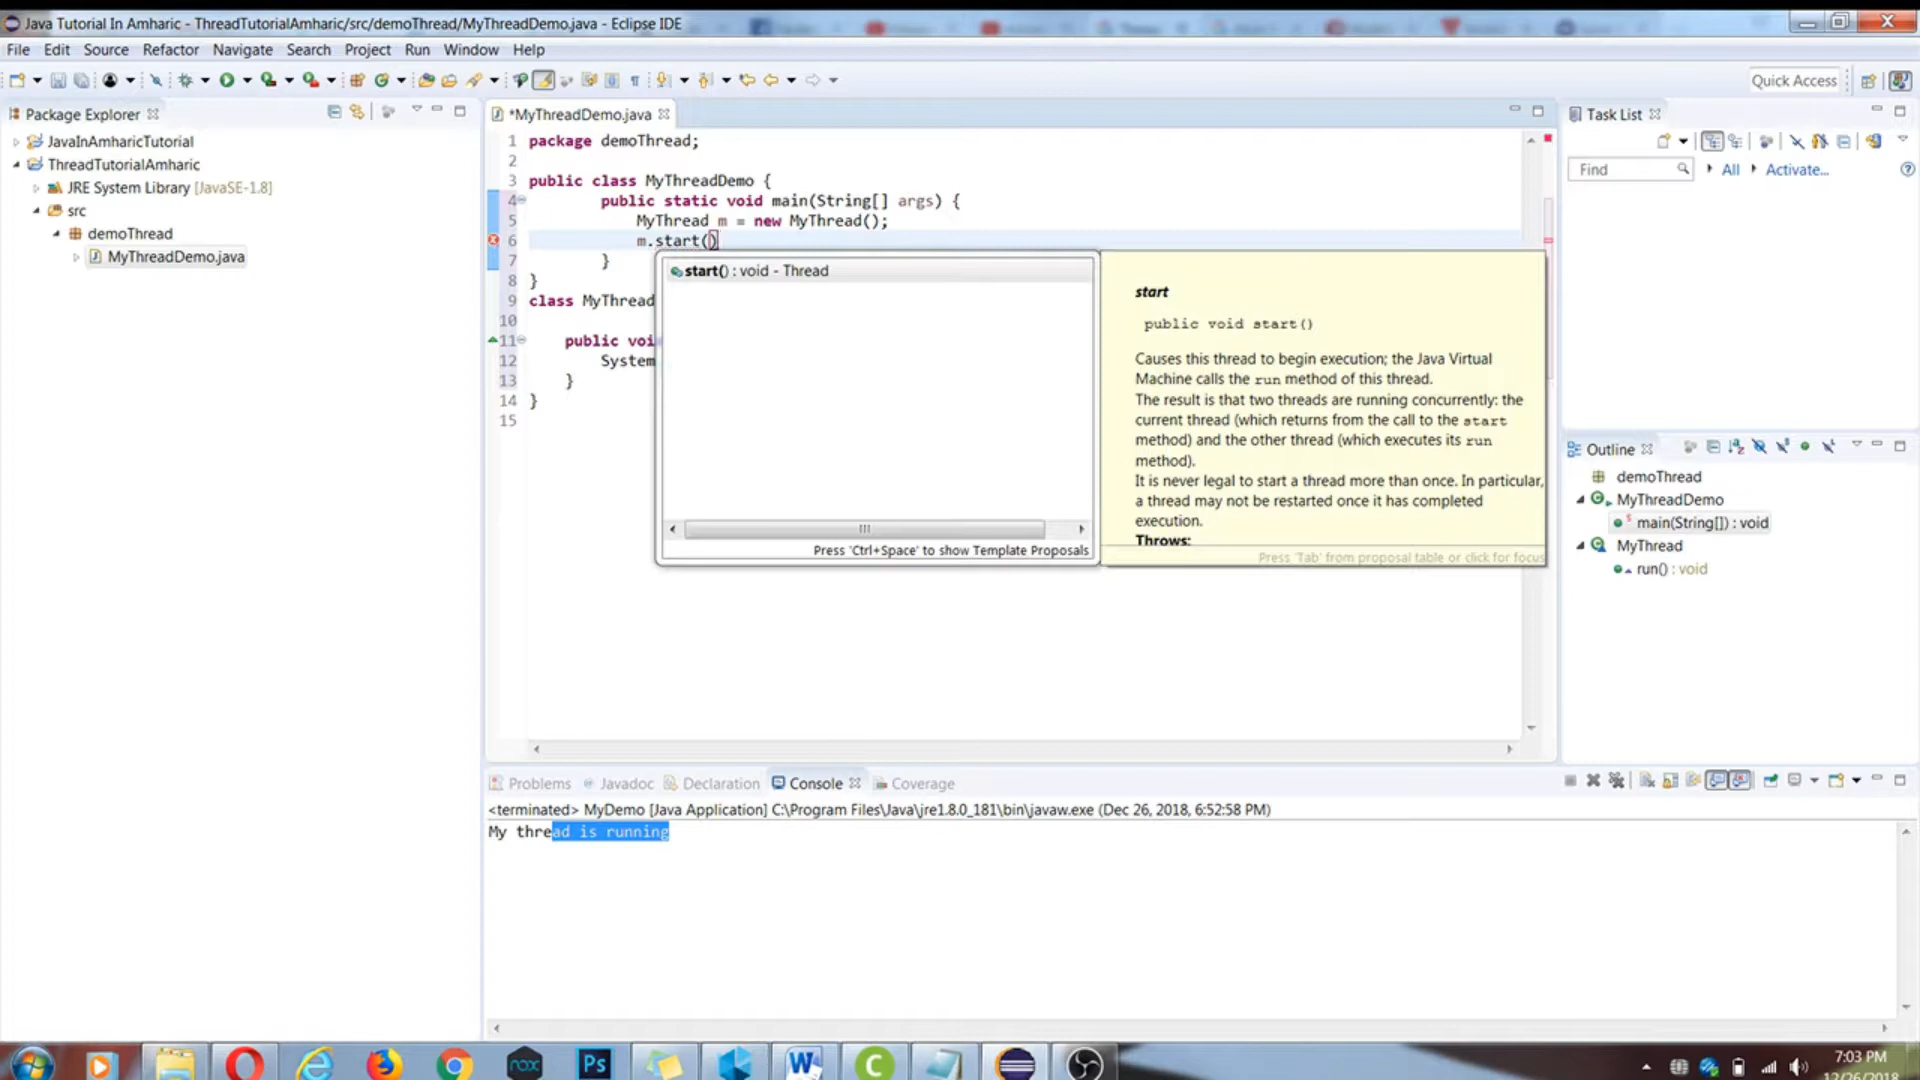 Java Tutorial In Amharic - ThreadTutorialAmharic/src/demoThread/MyThreadDemo.java - Eclipse IDE
File Edit Source Refactor Navigate Search Project Run Window Help
Quick Access
Package Explorer
JavaInAmharicTutorial
ThreadTutorialAmharic
JRE System Library [JavaSE-1.8]
src
demoThread
MyThreadDemo.java
*MyThreadDemo.java
1 package demoThread;
2
3 public class MyThreadDemo {
4 public static void main(String[] args) {
5 MyThread m = new MyThread();
6 m.start()
7 }
8 }
9 class MyThread
10
11 public voi
12 System
13 }
14 }
15
start() : void - Thread
Press 'Ctrl+Space' to show Template Proposals
start
public void start()
Causes this thread to begin execution; the Java Virtual
Machine calls the run method of this thread.
The result is that two threads are running concurrently: the
current thread (which returns from the call to the start
method) and the other thread (which executes its run
method).
It is never legal to start a thread more than once. In particular,
a thread may not be restarted once it has completed
execution.
Throws:
Press 'Tab' from proposal table or click for focus
Task List
Find All Activate...
Outline
demoThread
MyThreadDemo
main(String[]) : void
MyThread
run() : void
Problems Javadoc Declaration Console Coverage
<terminated> MyDemo [Java Application] C:\Program Files\Java\jre1.8.0_181\bin\javaw.exe (Dec 26, 2018, 6:52:58 PM)
My thread is running
nox
Ps
W
C
7:03 PM
12/26/2018